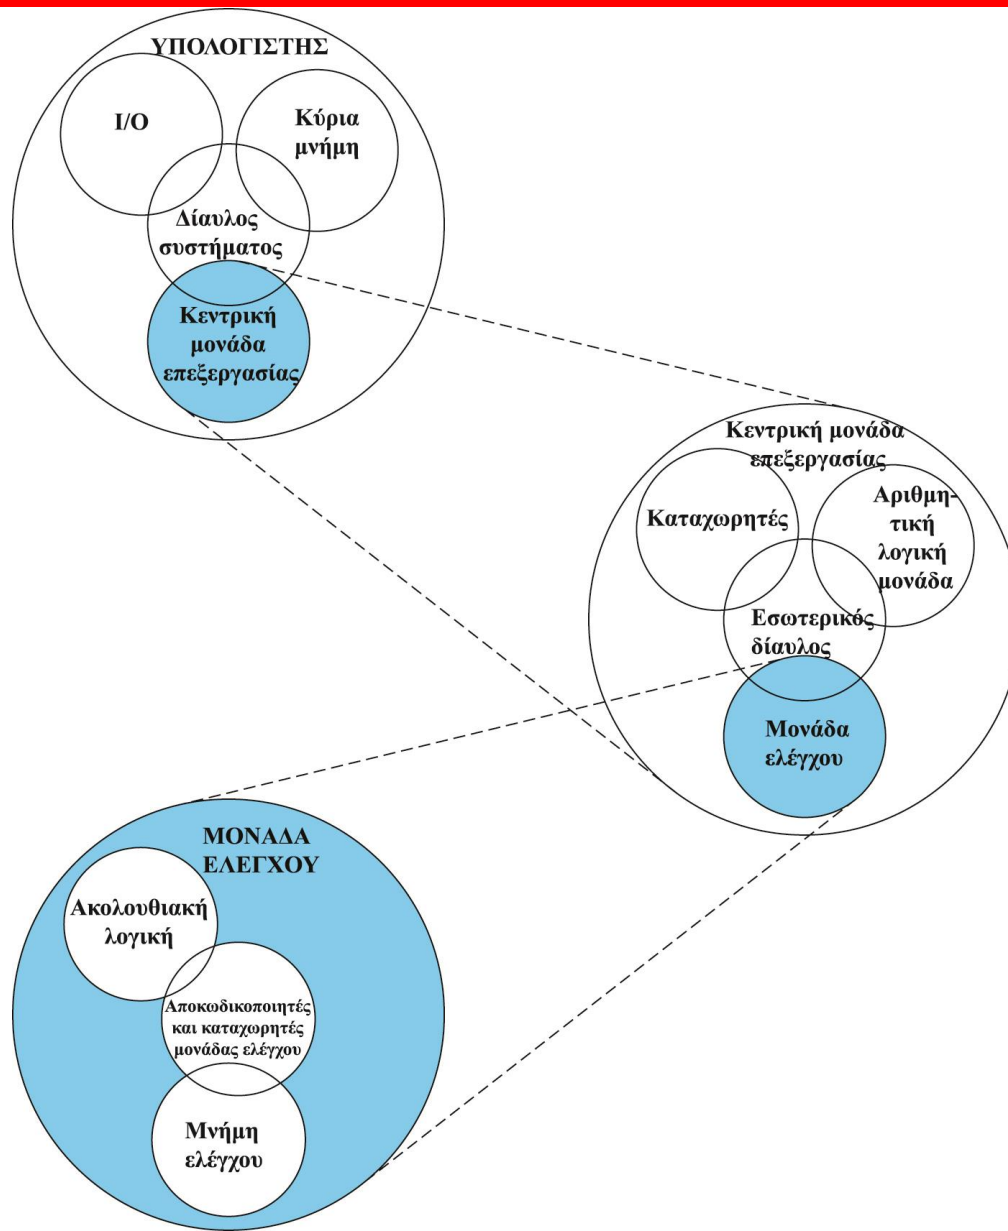 ΥΠΟΛΟΓΙΣΤΗΣ
I/O
Κύρια
μνήμη
Δίαυλος
συστήματος
Κεντρική
μονάδα
επεξεργασίας
Κεντρική μονάδα
επεξεργασίας
Καταχωρητές
Αριθμη-
τική
λογική
μονάδα
Εσωτερικός
δίαυλος
Μονάδα
ελέγχου
ΜΟΝΑΔΑ
ΕΛΕΓΧΟΥ
Ακολουθιακή
λογική
Αποκωδικοποιητές
και καταχωρητές
μονάδας ελέγχου
Μνήμη
ελέγχου